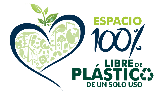 ESPACIO
100%
LIBRE DE
PLÁSTICO
DE UN SOLO USO